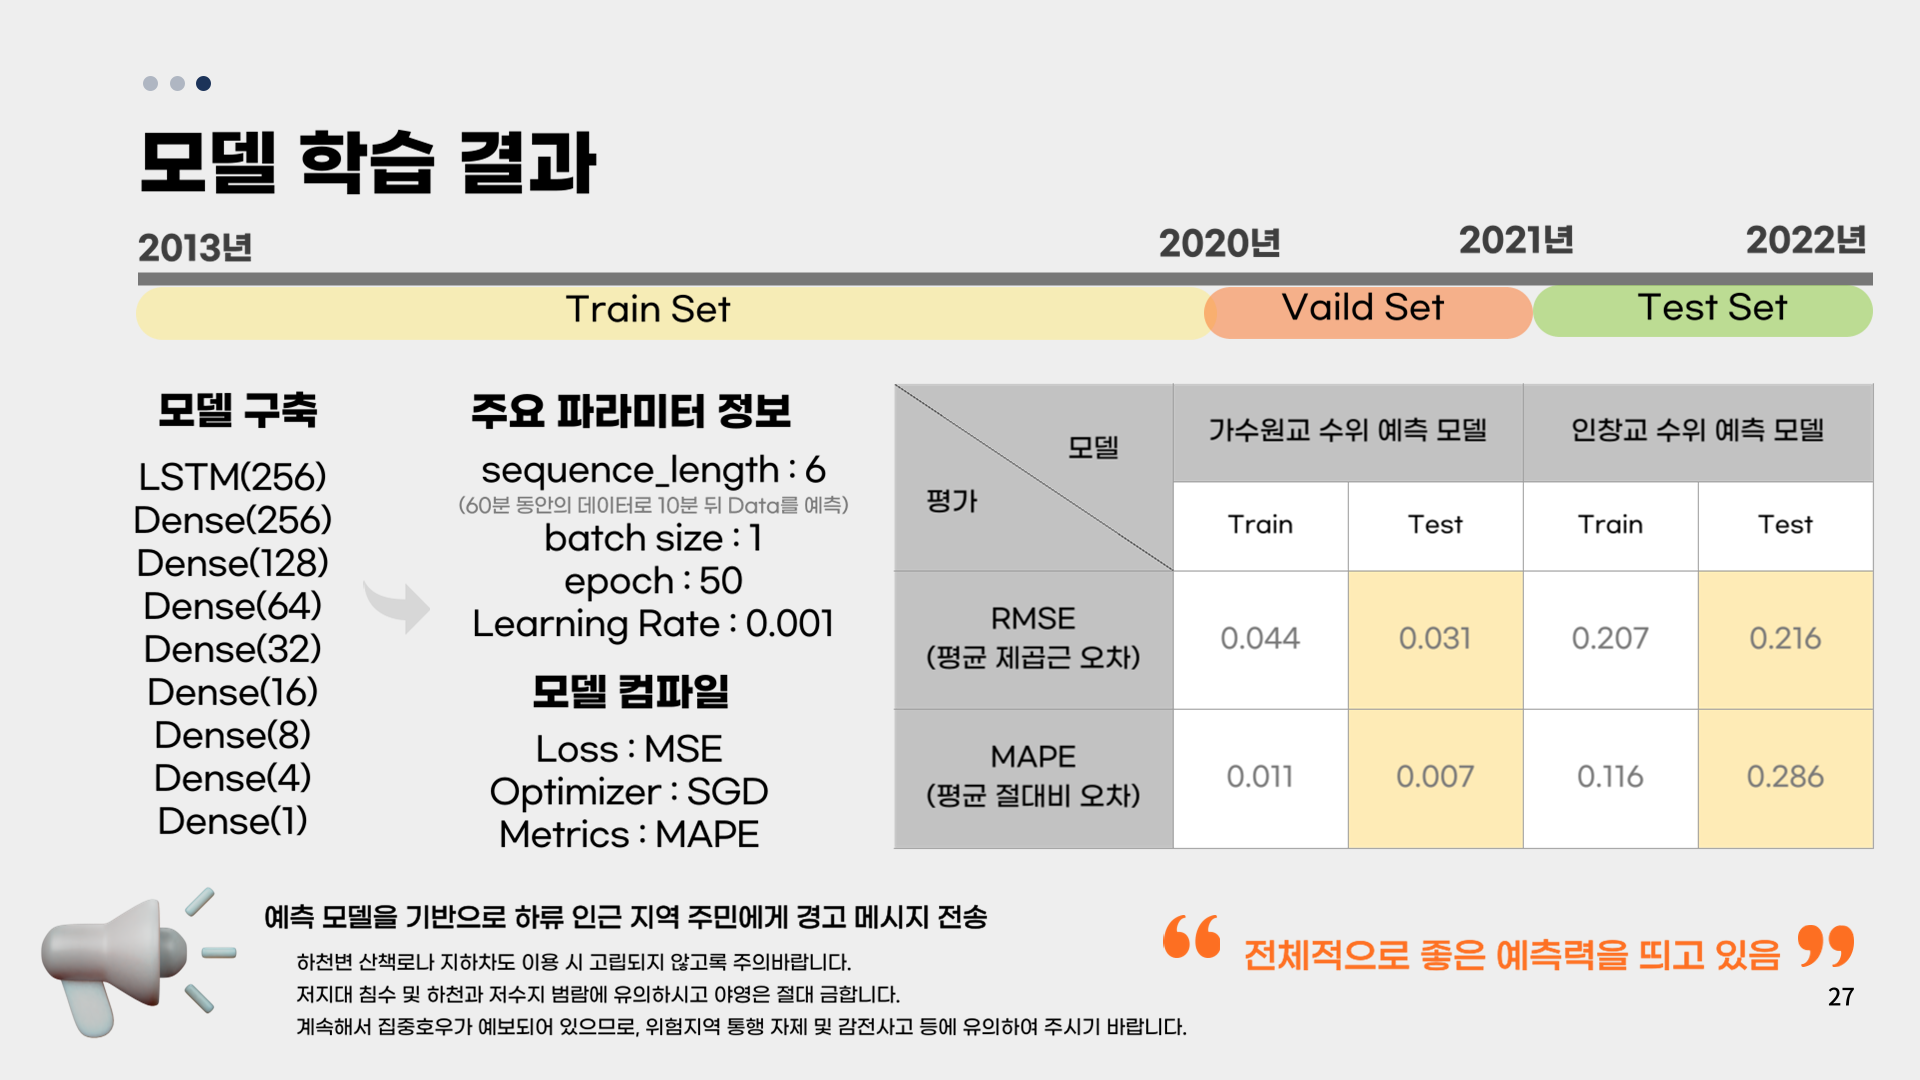 모델 학습 결과
2013년 2020년 2021년 2022년
Train Set Vaild Set Test Set
모델 구축
LSTM(256)
Dense(256)
Dense(128)
Dense(64)
Dense(32)
Dense(16)
Dense(8)
Dense(4)
Dense(1)
주요 파라미터 정보
sequence_length : 6
(60분 동안의 데이터로 10분 뒤 Data를 예측)
batch size : 1
epoch : 50
Learning Rate : 0.001
모델 컴파일
Loss : MSE
Optimizer : SGD
Metrics : MAPE
모델 가수원교 수위 예측 모델 인창교 수위 예측 모델
평가 Train Test Train Test
RMSE
(평균 제곱근 오차) 0.044 0.031 0.207 0.216
MAPE
(평균 절대비 오차) 0.011 0.007 0.116 0.286
예측 모델을 기반으로 하류 인근 지역 주민에게 경고 메시지 전송
하천변 산책로나 지하차도 이용 시 고립되지 않고록 주의바랍니다.
저지대 침수 및 하천과 저수지 범람에 유의하시고 야영은 절대 금합니다.
계속해서 집중호우가 예보되어 있으므로, 위험지역 통행 자제 및 감전사고 등에 유의하여 주시기 바랍니다.
“ 전체적으로 좋은 예측력을 띄고 있음 ”
27